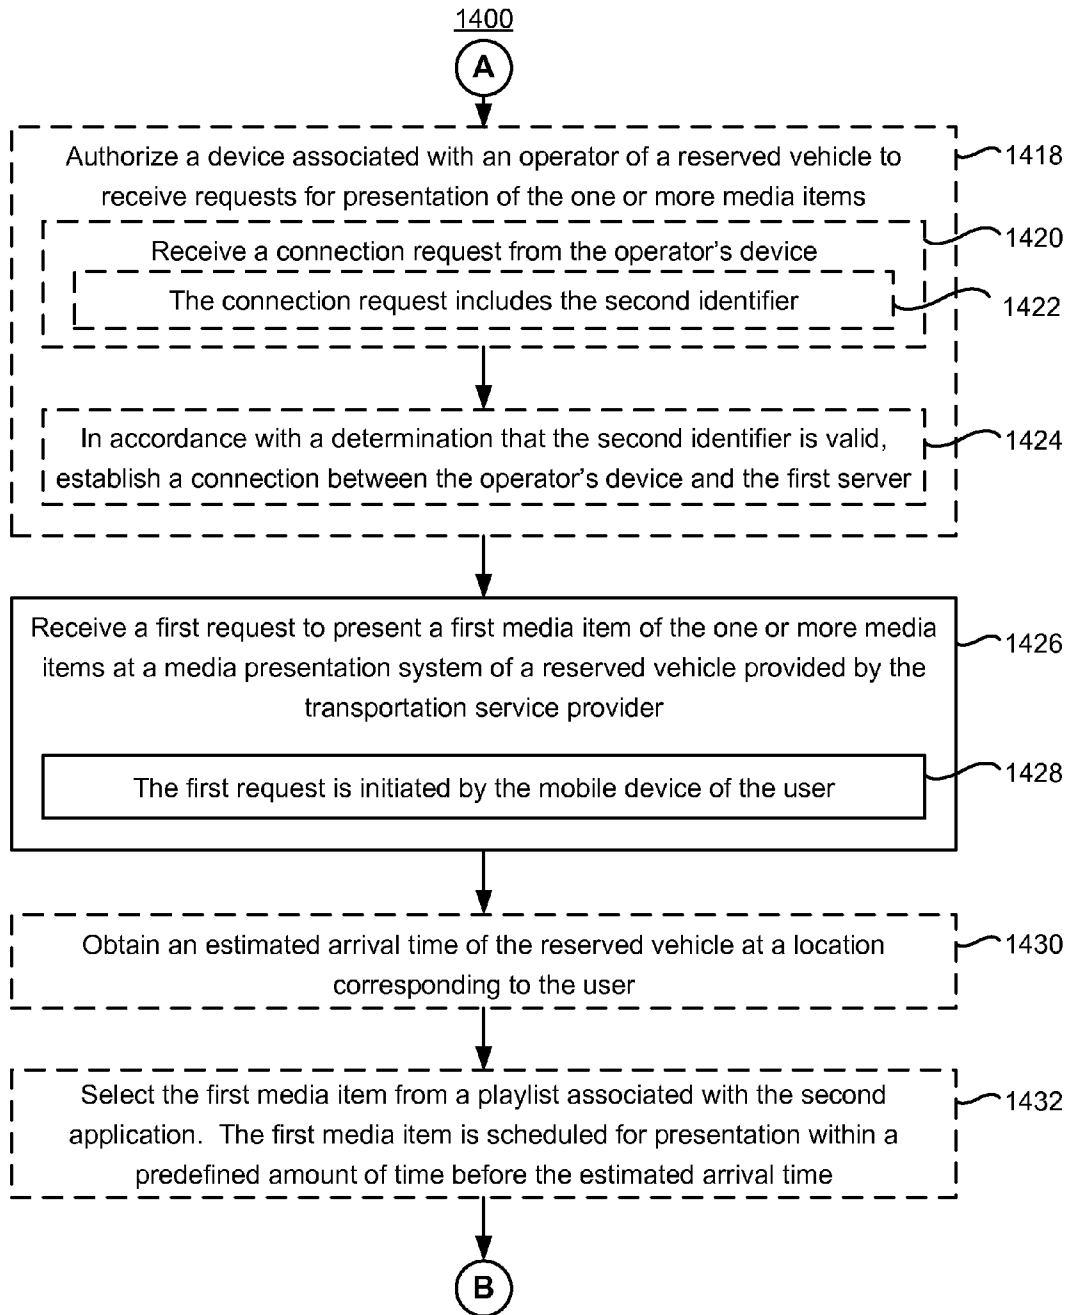 1400
A
Authorize a device associated with an operator of a reserved vehicle to
receive requests for presentation of the one or more media items
1418
Receive a connection request from the operator's device
1420
The connection request includes the second identifier
1422
In accordance with a determination that the second identifier is valid,
establish a connection between the operator's device and the first server
1424
Receive a first request to present a first media item of the one or more media
items at a media presentation system of a reserved vehicle provided by the
transportation service provider
1426
The first request is initiated by the mobile device of the user
1428
Obtain an estimated arrival time of the reserved vehicle at a location
corresponding to the user
1430
Select the first media item from a playlist associated with the second
application.  The first media item is scheduled for presentation within a
predefined amount of time before the estimated arrival time
1432
B